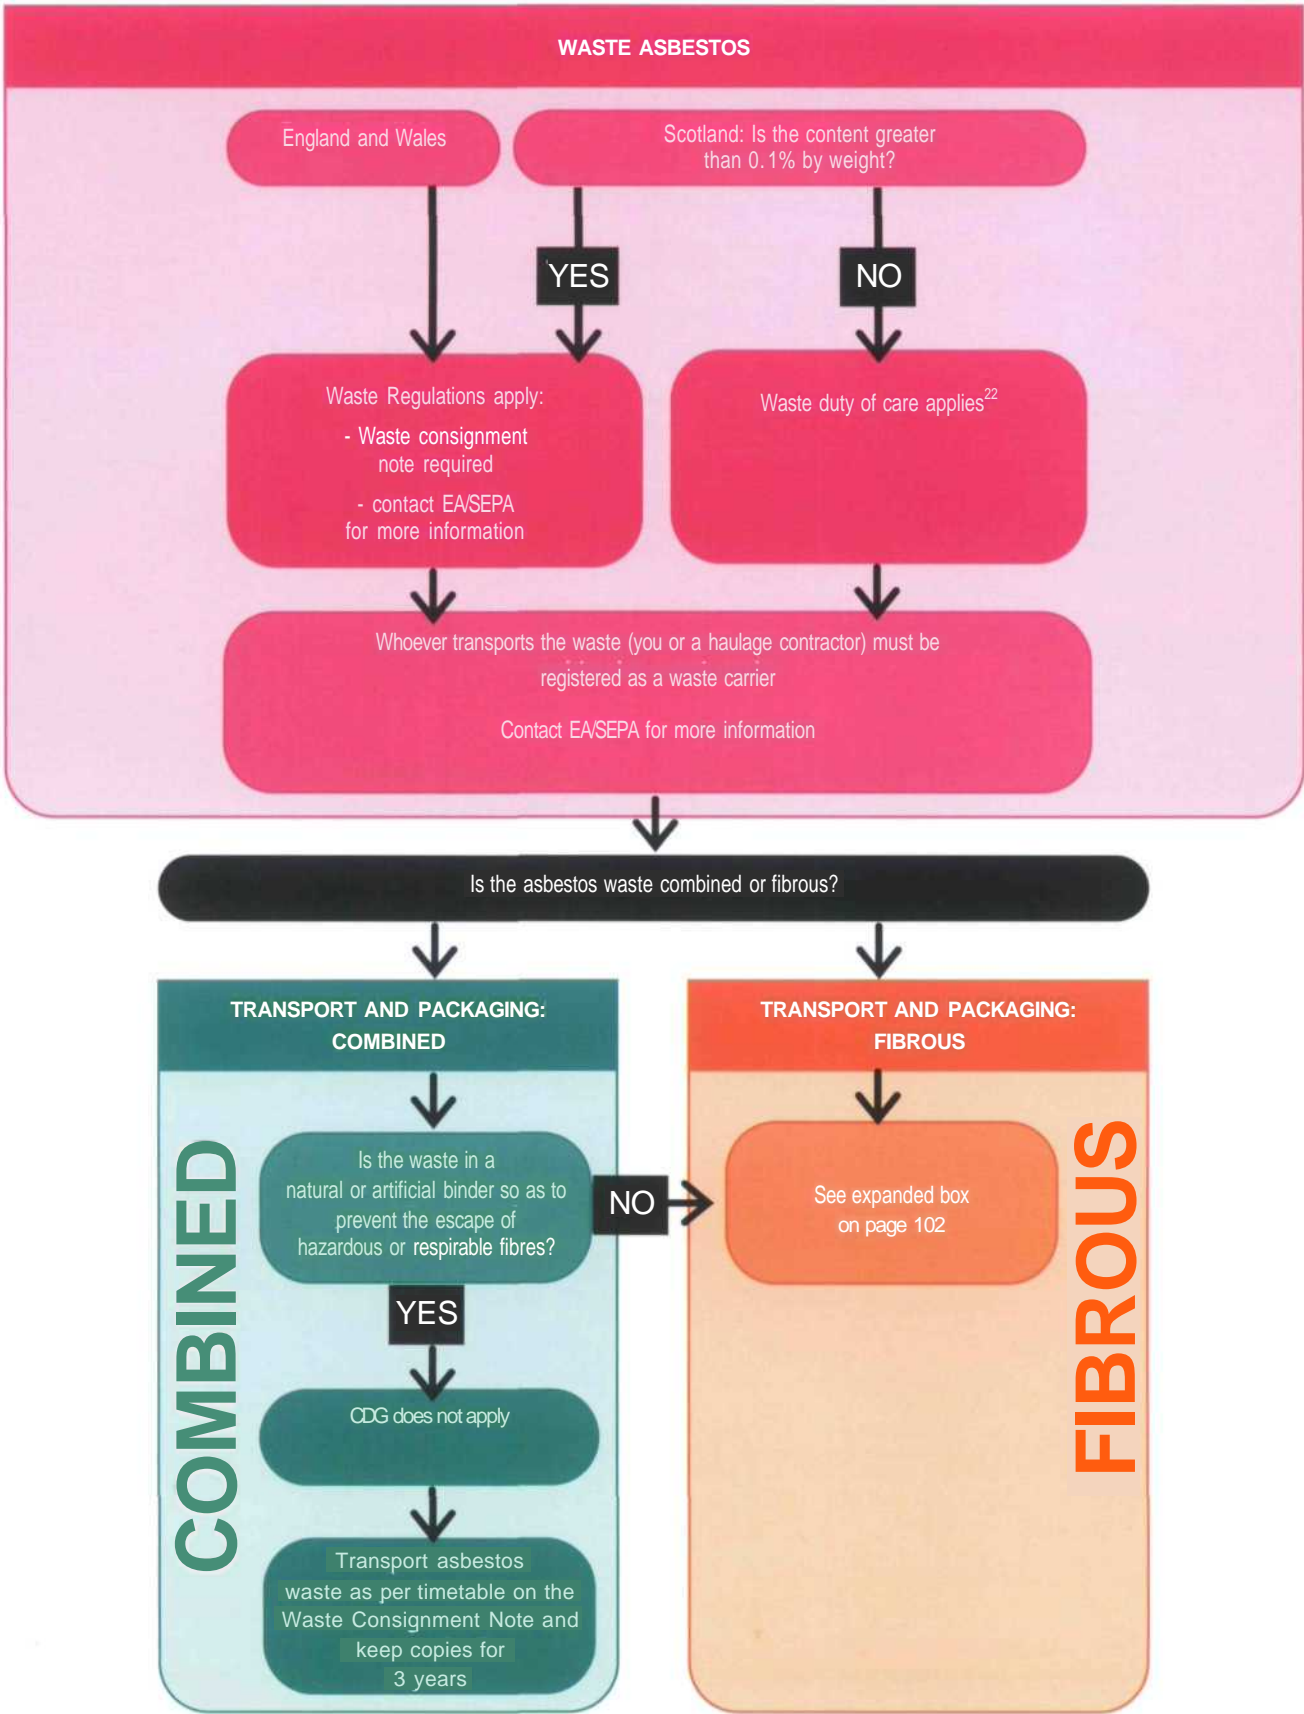 WASTE ASBESTOS
England and Wales
Scotland: Is the content greater
than 0.1% by weight?
YES
NO
Waste Regulations apply:
- Waste consignment
note required
- contact EA/SEPA
for more information
Waste duty of care applies22
Whoever transports the waste (you or a haulage contractor) must be
registered as a waste carrier
Contact EA/SEPA for more information
Is the asbestos waste combined or fibrous?
TRANSPORT AND PACKAGING:
COMBINED
COMBINED
Is the waste in a
natural or artificial binder so as to
prevent the escape of
hazardous or respirable fibres?
NO
YES
CDG does not apply
Transport asbestos
waste as per timetable on the
Waste Consignment Note and
keep copies for
3 years
TRANSPORT AND PACKAGING:
FIBROUS
See expanded box
on page 102
FIBROUS